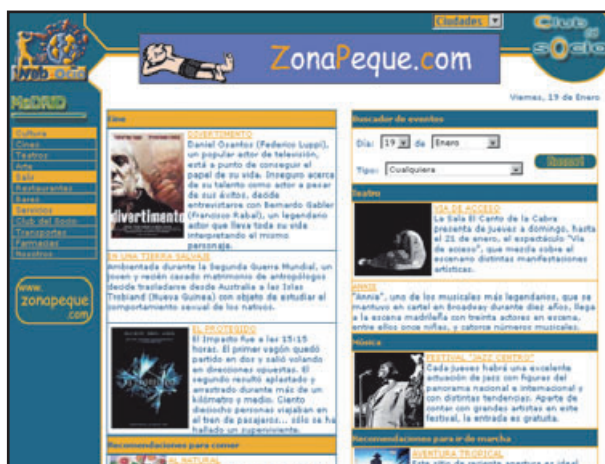 Ciudades
Club del sOcio
ZonaPeque.com
Viernes, 19 de Enero
MaDRID
Cultura
Cines
Teatros
Arte
Salir
Restaurantes
Bares
Servicios
Club del Socio
Transportes
Farmacias
Nosotros
www.
zonapeque
.com
Cine
DIVERTIMENTO
Daniel Osantos (Federico Luppi),
un popular actor de televisión,
está a punto de conseguir el
papel de su vida. Inseguro acerca
de su talento como actor a pesar
de sus éxitos, decide
entrevistarse con Bernardo Gabler
(Francisco Rabal), un legendario
actor que lleva toda su vida
interpretando el mismo
personaje.
divertimento
EN UNA TIERRA SALVAJE
Ambientada durante la Segunda Guerra Mundial, un
joven y recién casado matrimonio de antropólogos
decide trasladarse desde Australia a las Islas
Trobiand (Nueva Guinea) con objeto de estudiar el
comportamiento sexual de los nativos.
EL PROTEGIDO
El Impacto fue a las 15:15
horas. El primer vagón quedó
partido en dos y salió volando
en direcciones opuestas. El
segundo resultó aplastado y
arrastrado durante más de un
kilómetro y medio. Ciento
dieciocho personas viajaban en
el tren de pasajeros... sólo se ha
hallado un superviviente.
Recomendaciones para comer
AL NATURAL
Buscador de eventos
Día: 19 de Enero
Tipo: Cualquiera
Teatro
VIA DE ACCESO
La Sala El Canto de la Cabra
presenta de jueves a domingo, hasta
el 21 de enero, el espectáculo "Vía
de acceso", que mezcla sobre el
escenario distintas manifestaciones
artísticas.
ANNIE
"Annie", uno de los musicales más legendarios, que se
mantuvo en cartel en Broadway durante diez años, llega
a la escena madrileña con treinta actores en escena,
entre ellos once niñas, y catorce números musicales.
Música
FESTIVAL "JAZZ CENTRO"
Cada jueves habrá una excelente
actuación de jazz con figuras del
panorama nacional e internacional y
con distintas tendencias. Aparte de
contar con grandes artistas en este
festival, la entrada es gratuita.
Recomendaciones para ir de marcha
AVENTURA TROPICAL